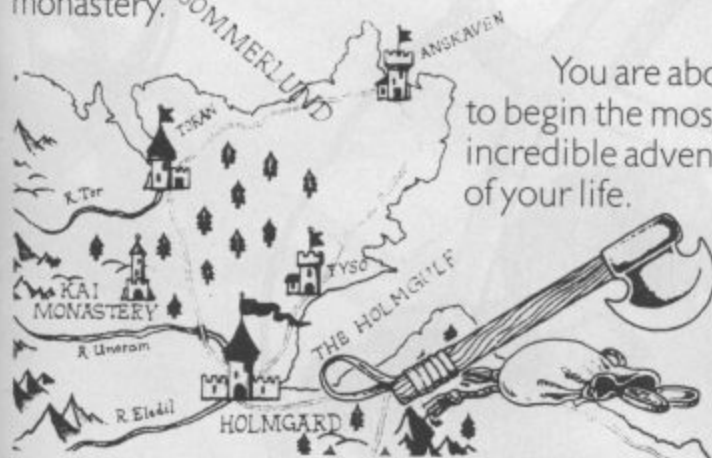 monastery.
SOMMERLUND
ANSKAVEN
You are abo
to begin the mos
incredible adven
of your life.
TOKAN
R. Tor
TYSO
KAI
MONASTERY
THE HOLMGULF
R. Unoram
R. Eledil
HOLMGARD